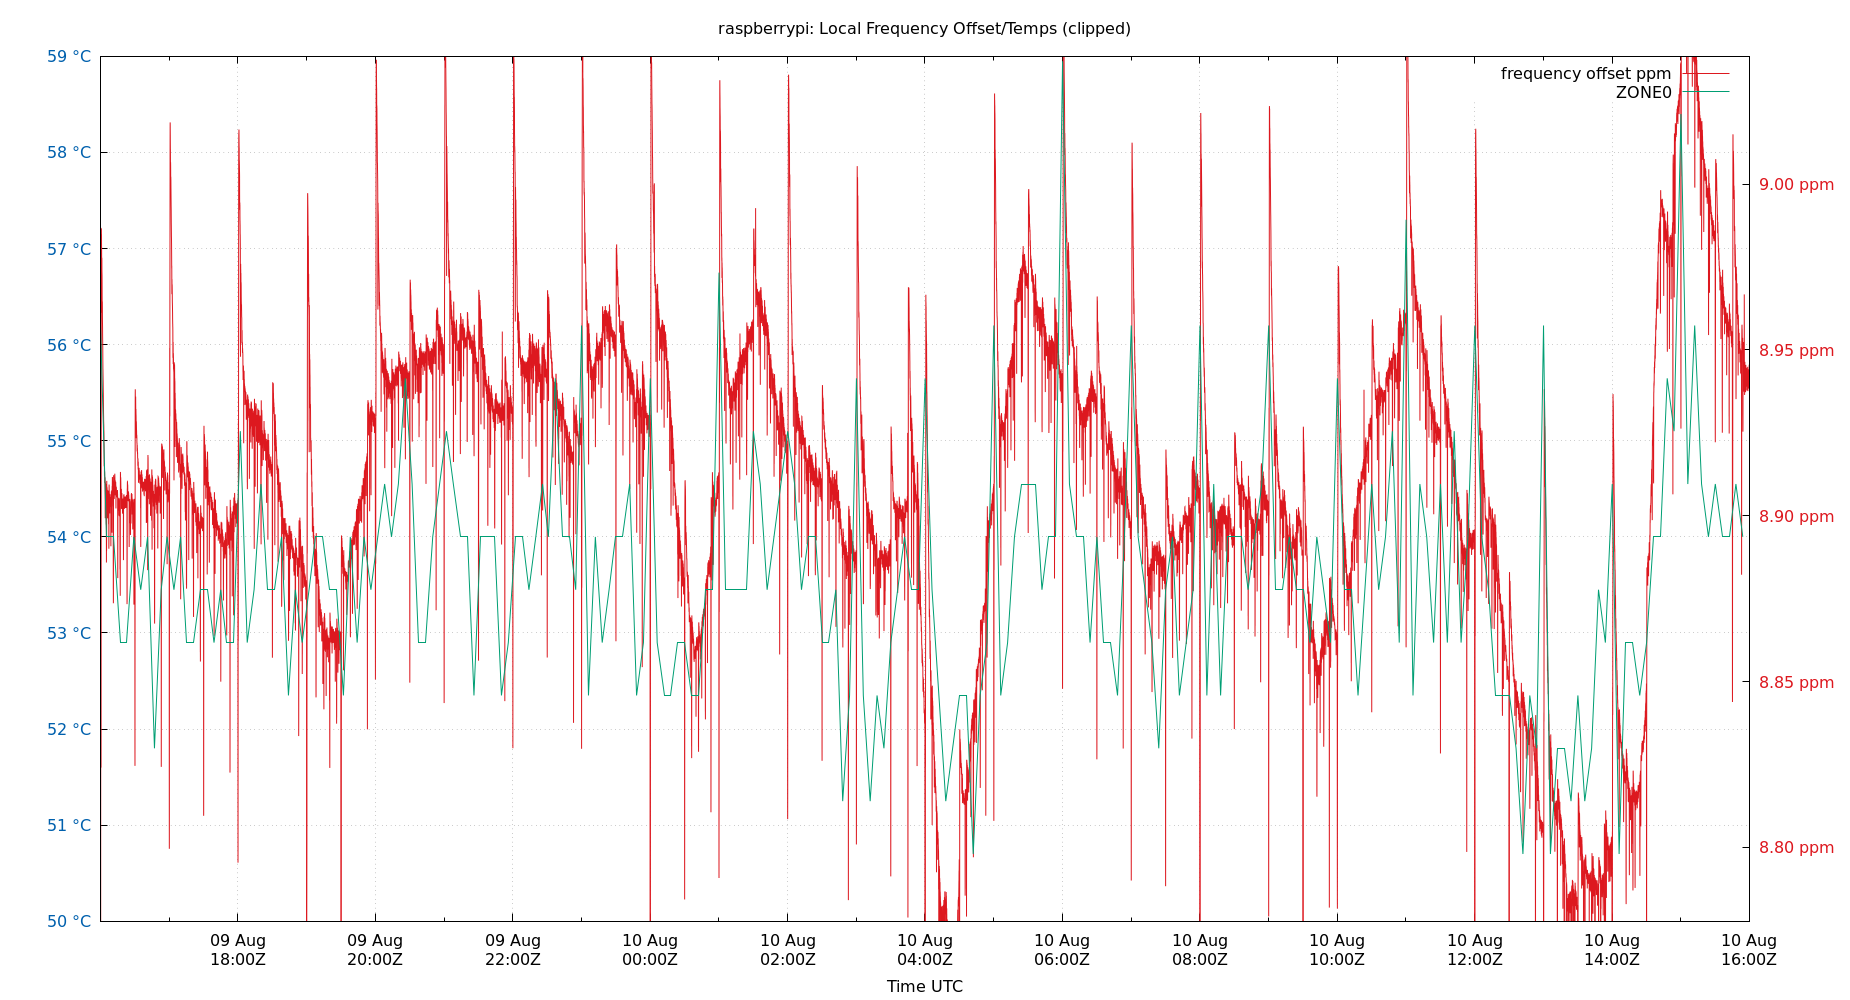 raspberrypi: Local Frequency Offset/Temps (clipped)
59 °C
58 °C
57 °C
56 °C
55 °C
54 °C
53 °C
52 °C
51 °C
50 °C
frequency offset ppm
ZONE0
9.00 ppm
8.95 ppm
8.90 ppm
8.85 ppm
8.80 ppm
09 Aug
18:00Z
09 Aug
20:00Z
09 Aug
22:00Z
10 Aug
00:00Z
10 Aug
02:00Z
10 Aug
04:00Z
10 Aug
06:00Z
10 Aug
08:00Z
10 Aug
10:00Z
10 Aug
12:00Z
10 Aug
14:00Z
10 Aug
16:00Z
Time UTC